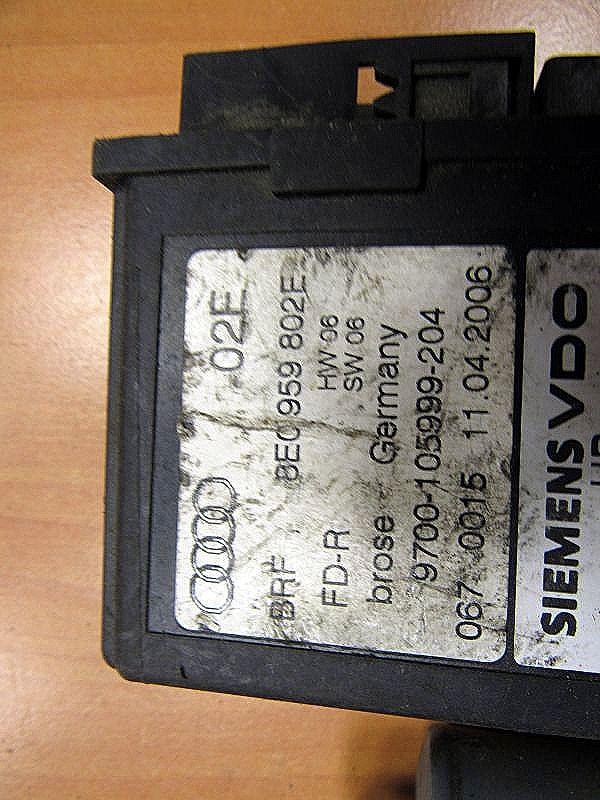 02E
BRF 8E0 959 802E
HW 06
FD-R SW 06
brose Germany
9700-105999-204
067 0015 11.04.2006
SIEMENS VDO